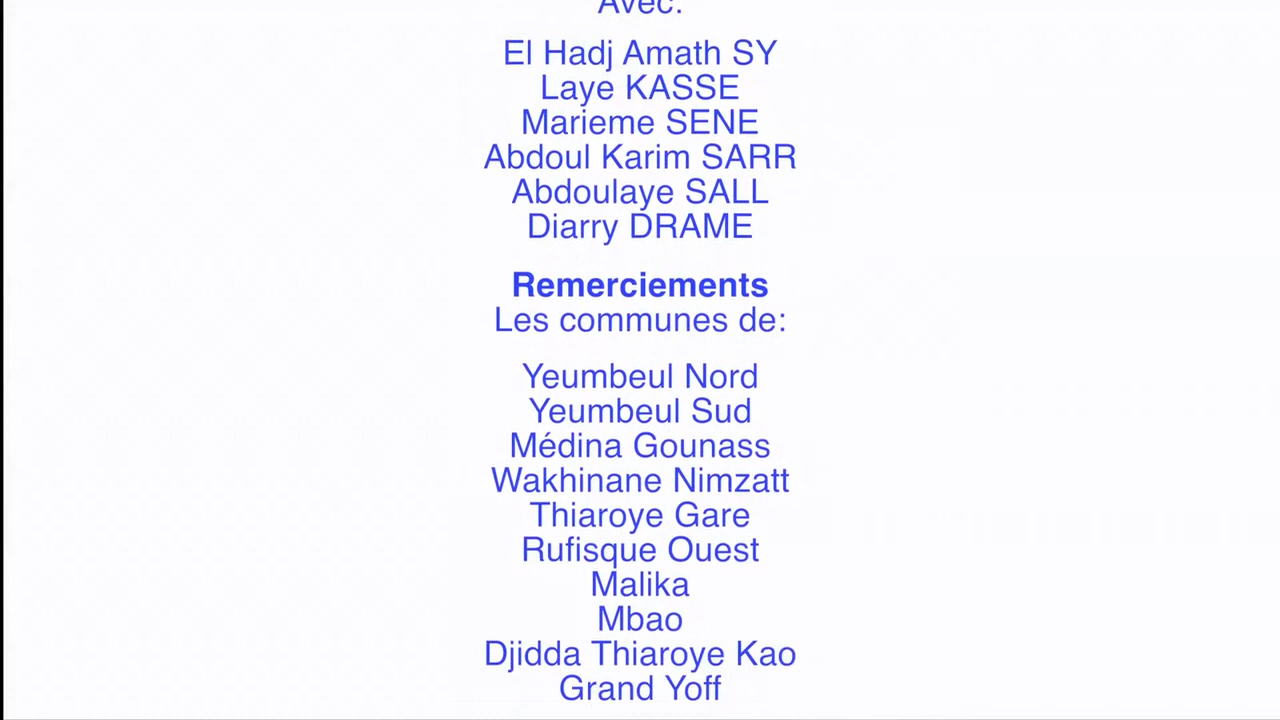 Avec:
El Hadj Amath SY
Laye KASSE
Marieme SENE
Abdoul Karim SARR
Abdoulaye SALL
Diarry DRAME
Remerciements
Les communes de:
Yeumbeul Nord
Yeumbeul Sud
Médina Gounass
Wakhinane Nimzatt
Thiaroye Gare
Rufisque Ouest
Malika
Mbao
Djidda Thiaroye Kao
Grand Yoff